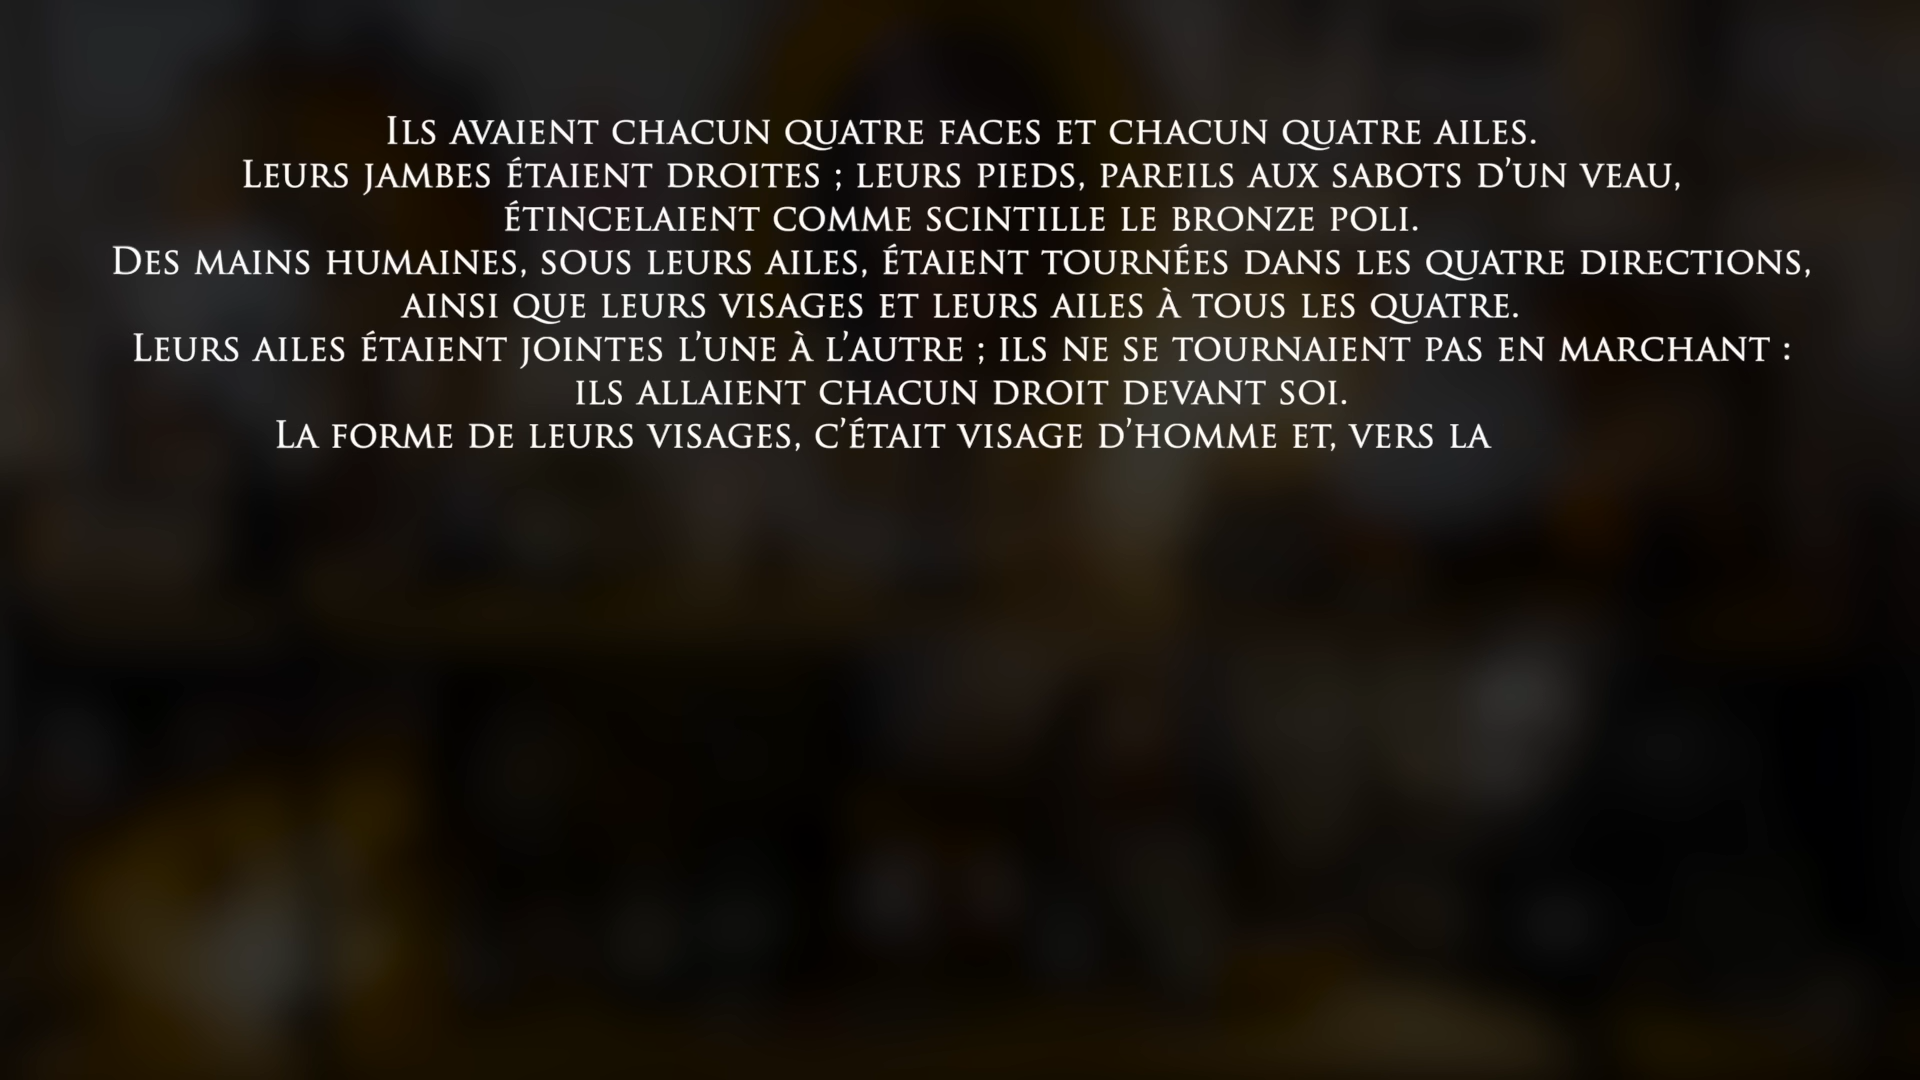 Ils avaient chacun quatre faces et chacun quatre ailes.
Leurs jambes étaient droites ; leurs pieds, pareils aux sabots d’un veau,
étincelaient comme scintille le bronze poli.
Des mains humaines, sous leurs ailes, étaient tournées dans les quatre directions,
ainsi que leurs visages et leurs ailes à tous les quatre.
Leurs ailes étaient jointes l’une à l’autre ; ils ne se tournaient pas en marchant :
ils allaient chacun droit devant soi.
La forme de leurs visages, c’était visage d’homme et, vers la